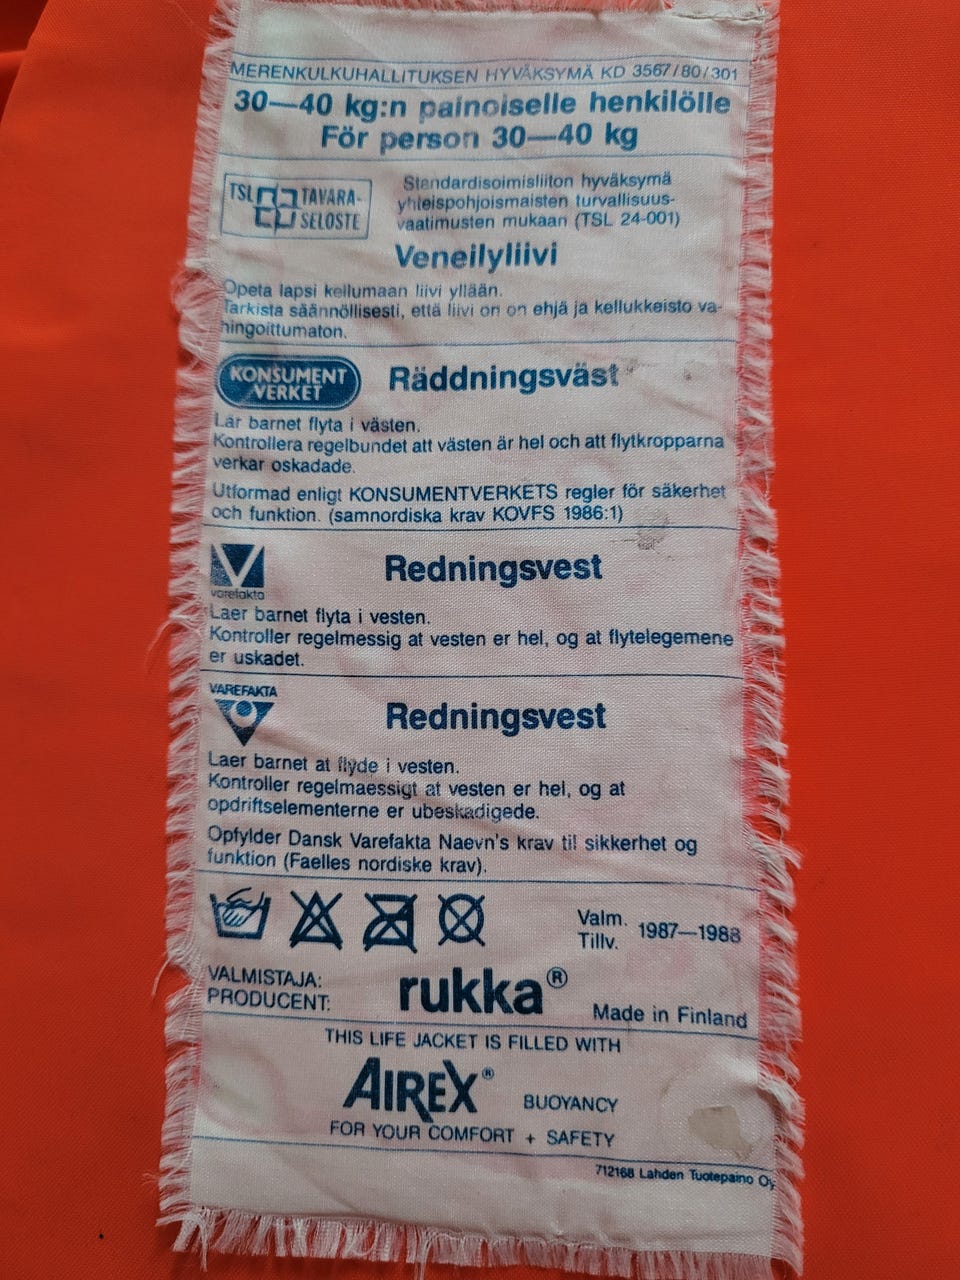 MERENKULKUHALLITUKSEN HYVÄKSYMÄ KD 3567/80/301
30—40 kg:n painoiselle henkilölle
För person 30—40 kg
TSL TAVARA-
SELOSTE
Standardisoimisliiton hyväksymä
yhteispohjoismaisten turvallisuus-
vaatimusten mukaan (TSL 24-001)
Veneilyliivi
Opeta lapsi kellumaan liivi yllään.
Tarkista säännöllisesti, että liivi on on ehjä ja kellukkeisto va-
hingoittumaton.
KONSUMENT
VERKET
Räddningsväst
Lär barnet flyta i västen.
Kontrollera regelbundet att västen är hel och att flytkropparna
verkar oskadade.
Utformad enligt KONSUMENTVERKETS regler för säkerhet
och funktion. (samnordiska krav KOVFS 1986:1)
varefakta
Redningsvest
Laer barnet flyta i vesten.
Kontroller regelmessig at vesten er hel, og at flytelegemene
er uskadet.
VAREFAKTA
Redningsvest
Laer barnet at flyde i vesten.
Kontroller regelmaessigt at vesten er hel, og at
opdriftselementerne er ubeskadigede.
Opfylder Dansk Varefakta Naevn's krav til sikkerhet og
funktion (Faelles nordiske krav).
Valm.
Tillv.
1987—1988
VALMISTAJA:
PRODUCENT:
rukka®
Made in Finland
THIS LIFE JACKET IS FILLED WITH
AIREX® BUOYANCY
FOR YOUR COMFORT + SAFETY
712168 Lahden Tuotepaino Oy